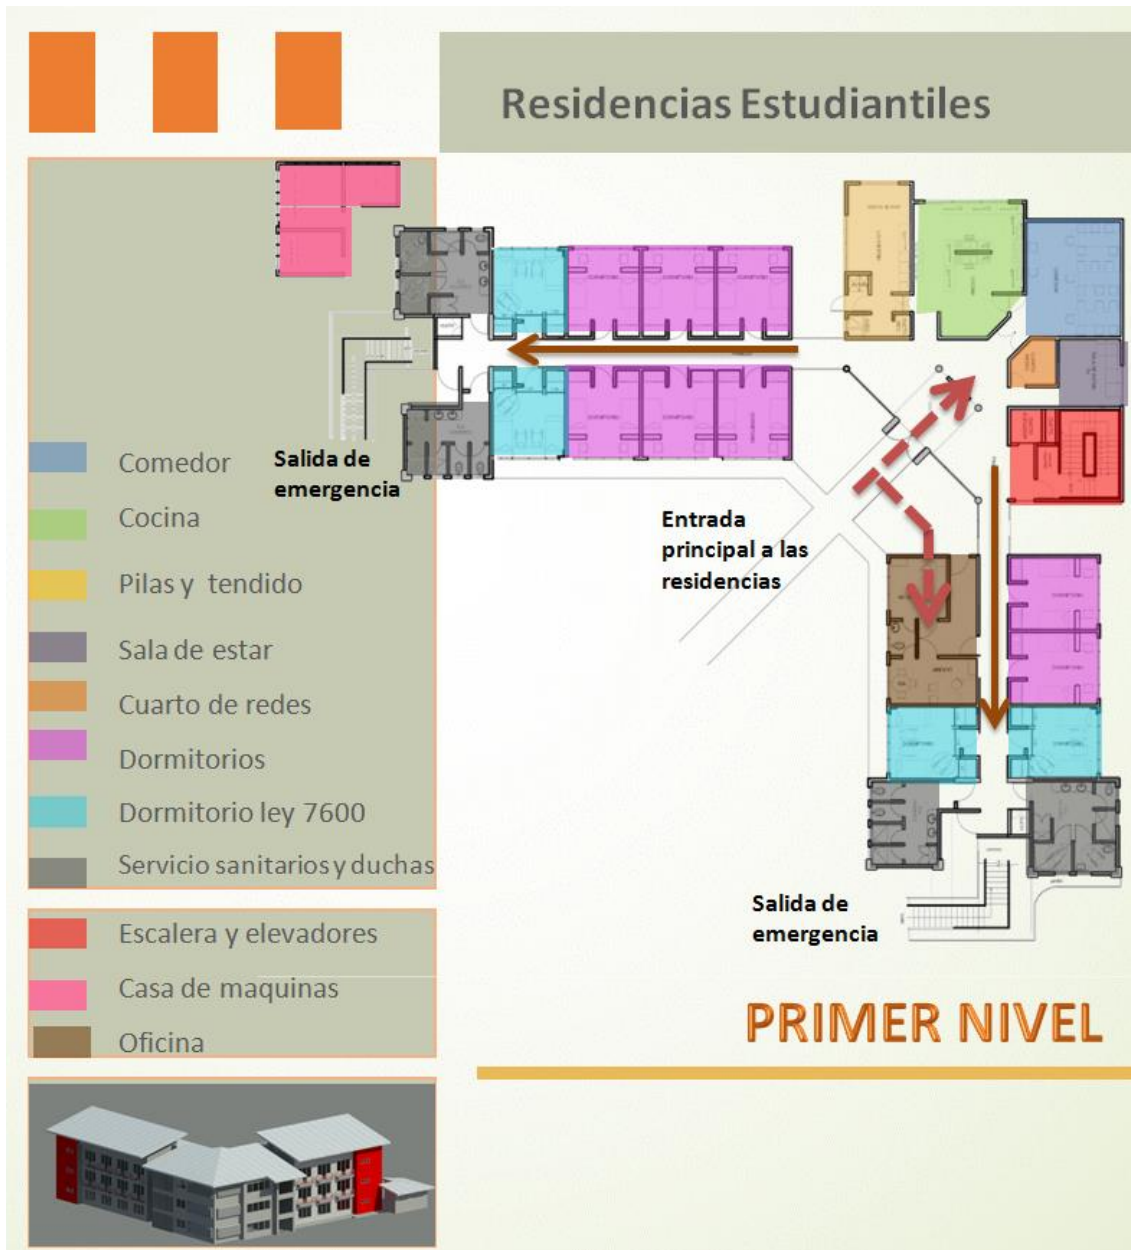 Residencias Estudiantiles
Comedor
Cocina
Pilas y tendido
Sala de estar
Cuarto de redes
Dormitorios
Dormitorio ley 7600
Servicio sanitarios y duchas
Escalera y elevadores
Casa de maquinas
Oficina
Salida de
emergencia
Entrada
principal a las
residencias
Salida de
emergencia
PRIMER NIVEL